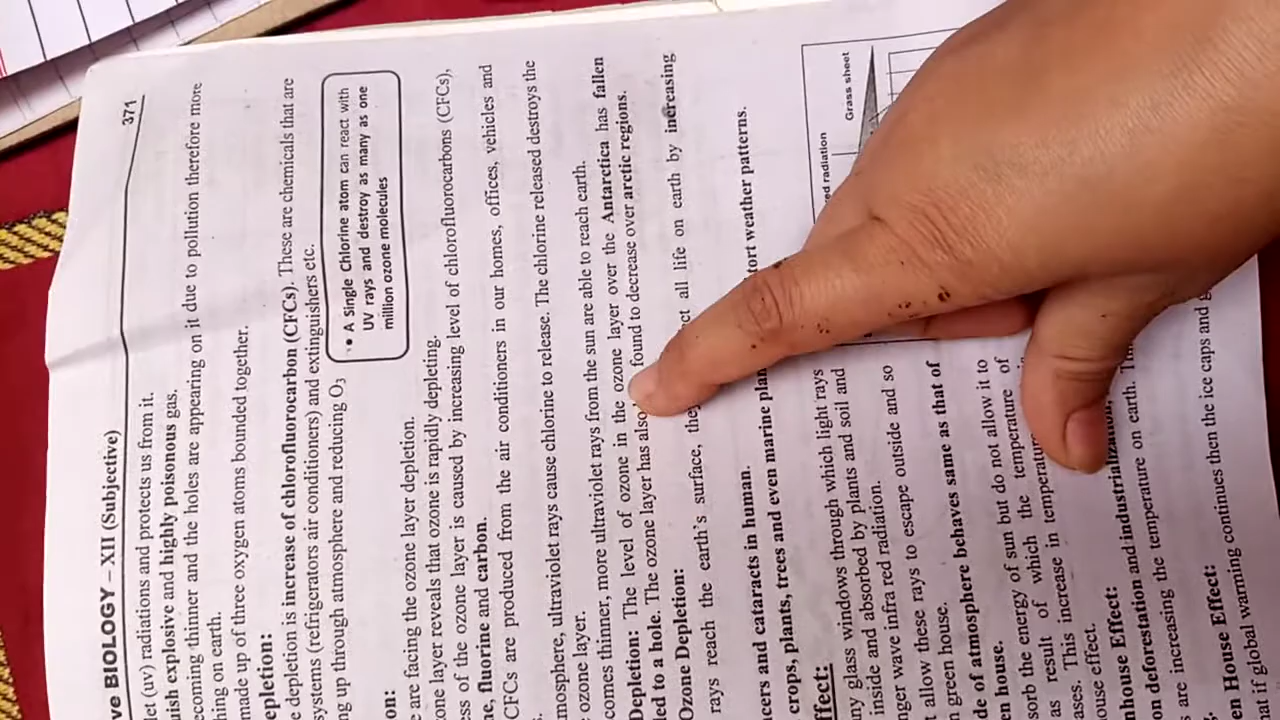 371
ve BIOLOGY – XII (Subjective)
let (uv) radiations and protects us from it.
uish explosive and highly poisonous gas.
ecoming thinner and the holes are appearing on it due to pollution therefore more
hing on earth.
made up of three oxygen atoms bounded together.
epletion:
e depletion is increase of chlorofluorocarbon (CFCs). These are chemicals that are
systems (refrigerators air conditioners) and extinguishers etc.
ng up through atmosphere and reducing O3
• A Single Chlorine atom can react with
UV rays and destroy as many as one
million ozone molecules
on:
e are facing the ozone layer depletion.
zone layer reveals that ozone is rapidly depleting.
ess of the ozone layer is caused by increasing level of chlorofluorocarbons (CFCs),
ne, fluorine and carbon.
CFCs are produced from the air conditioners in our homes, offices, vehicles and
s.
mosphere, ultraviolet rays cause chlorine to release. The chlorine released destroys the
e ozone layer.
comes thinner, more ultraviolet rays from the sun are able to reach earth.
Depletion: The level of ozone in the ozone layer over the Antarctica has fallen
led to a hole. The ozone layer has also found to decrease over arctic regions.
Ozone Depletion:
rays reach the earth's surface, they ct all life on earth by increasing
ncers and cataracts in human.
crops, plants, trees and even marine plan tort weather patterns.
ffect:
ny glass windows through which light rays
inside and absorbed by plants and soil and
nger wave infra red radiation.
t allow these rays to escape outside and so
n green house.
de of atmosphere behaves same as that of
en house.
sorb the energy of sun but do not allow it to
as result of which the temperature of
ases. This increase in temperature
ouse effect.
nhouse Effect:
on deforestation and industrialization,
s are increasing the temperature on earth.
en House Effect:
hat if global warming continues then the ice caps and g
ed radiation
Grass sheet